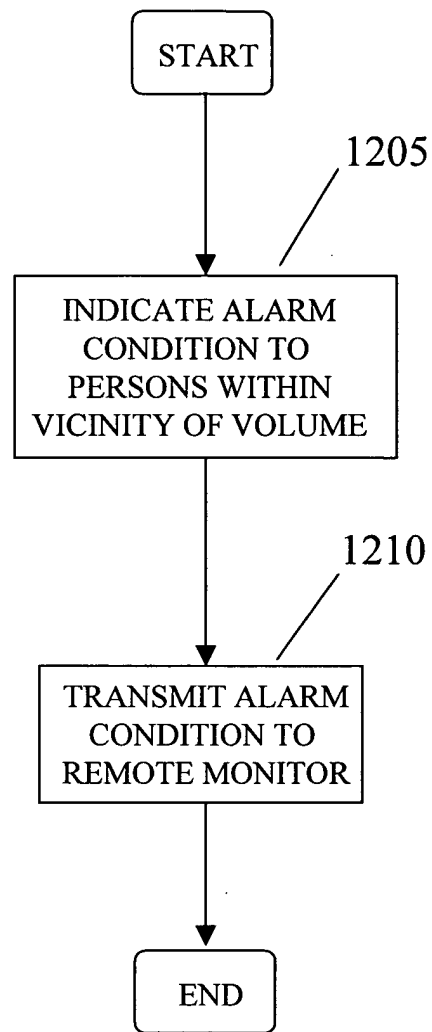 START
1205
INDICATE ALARM
CONDITION TO
PERSONS WITHIN
VICINITY OF VOLUME
1210
TRANSMIT ALARM
CONDITION TO
REMOTE MONITOR
END